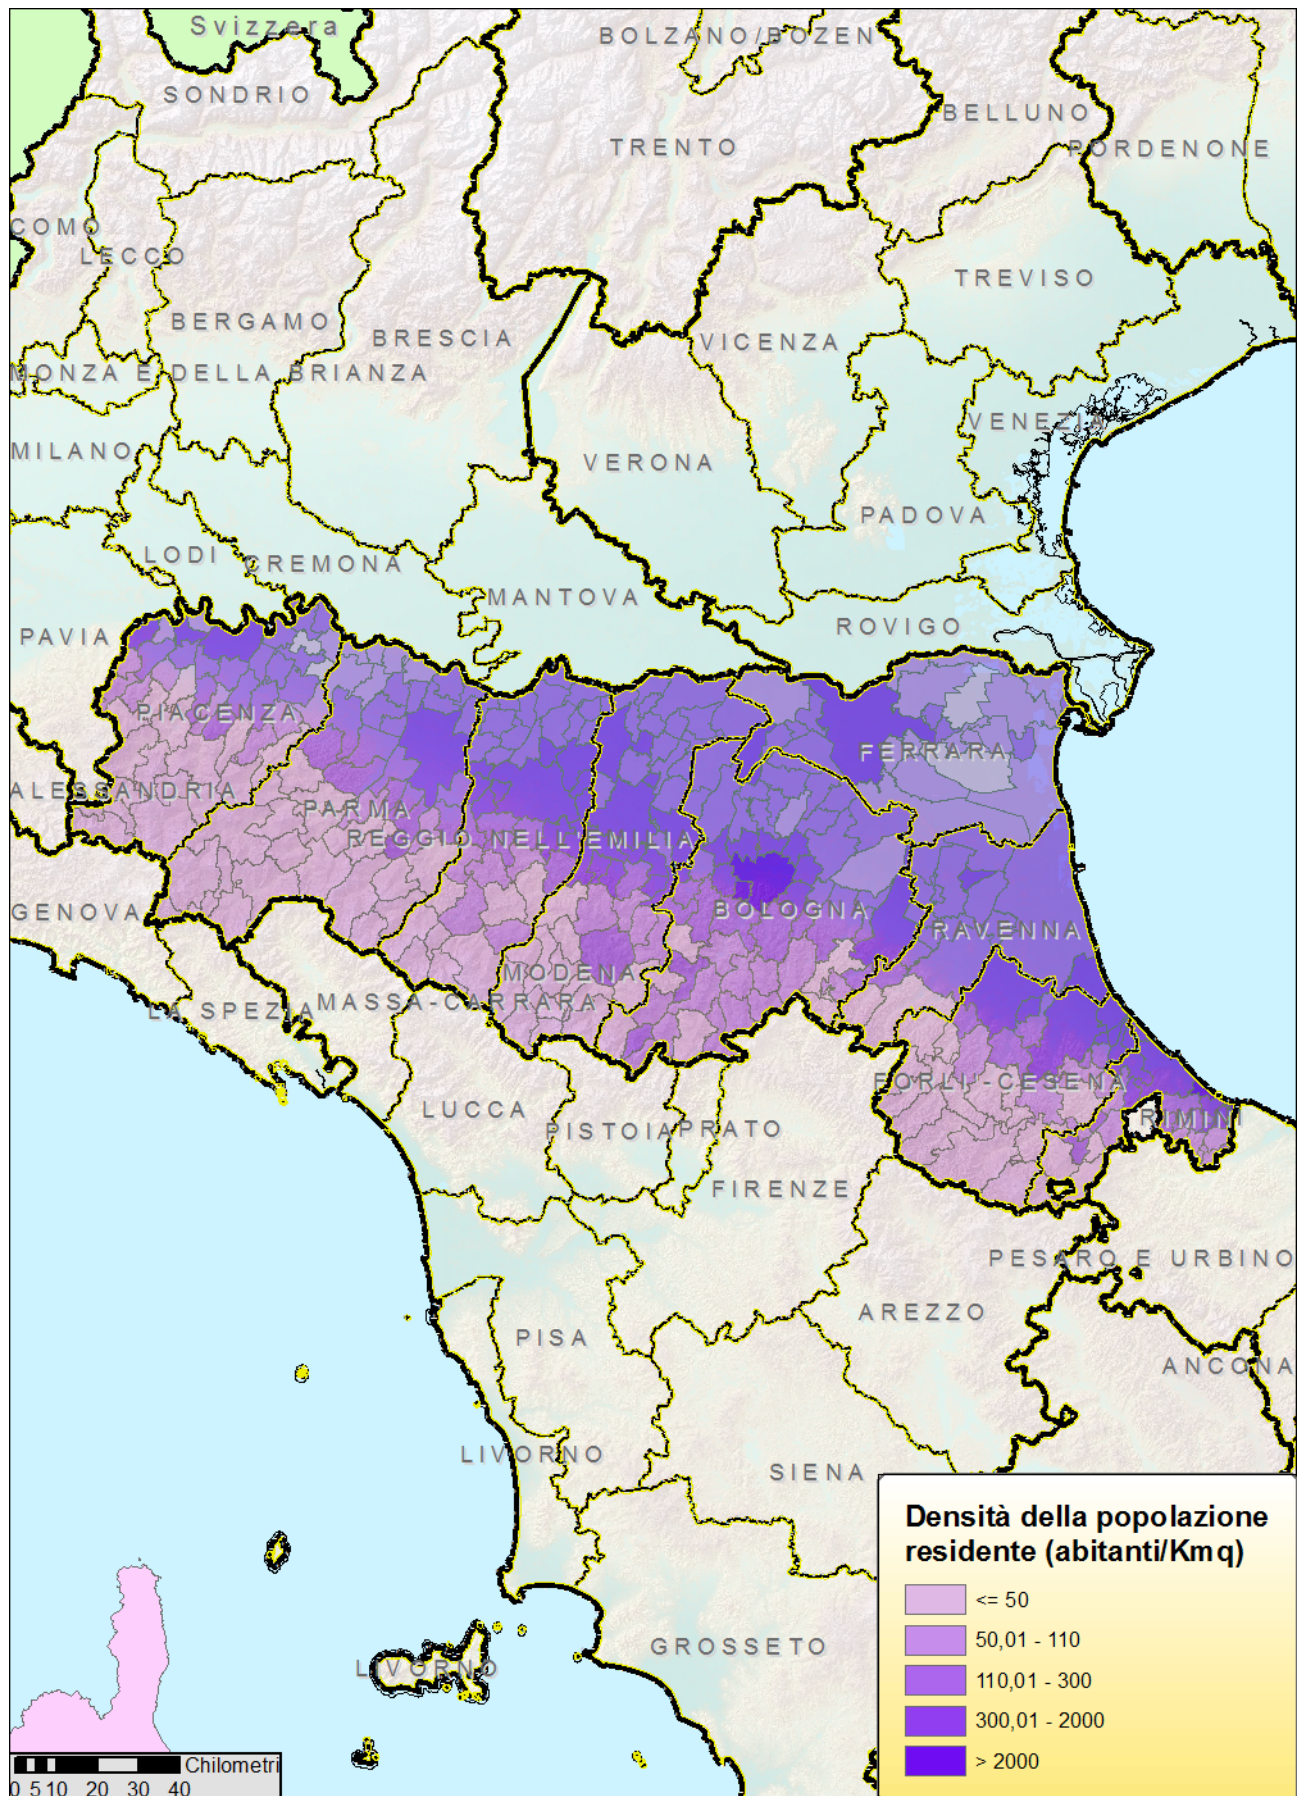 Svizzera
BOLZANO/BOZEN
SONDRIO
BELLUNO
TRENTO
PORDENONE
COMO
LECCO
TREVISO
BERGAMO
BRESCIA
VICENZA
MONZA E DELLA BRIANZA
VENEZIA
MILANO
VERONA
PADOVA
LODI
CREMONA
MANTOVA
PAVIA
ROVIGO
PIACENZA
FERRARA
ALESSANDRIA
PARMA
REGGIO NELL'EMILIA
GENOVA
BOLOGNA
RAVENNA
MODENA
LA SPEZIA
MASSA-CARRARA
FORLI'-CESENA
LUCCA
RIMINI
PISTOIA
PRATO
FIRENZE
PESARO E URBINO
AREZZO
PISA
ANCONA
LIVORNO
SIENA
GROSSETO
LIVORNO
Densità della popolazione
residente (abitanti/Kmq)
<= 50
50,01 - 110
110,01 - 300
300,01 - 2000
> 2000
Chilometri
0 5 10 20 30 40